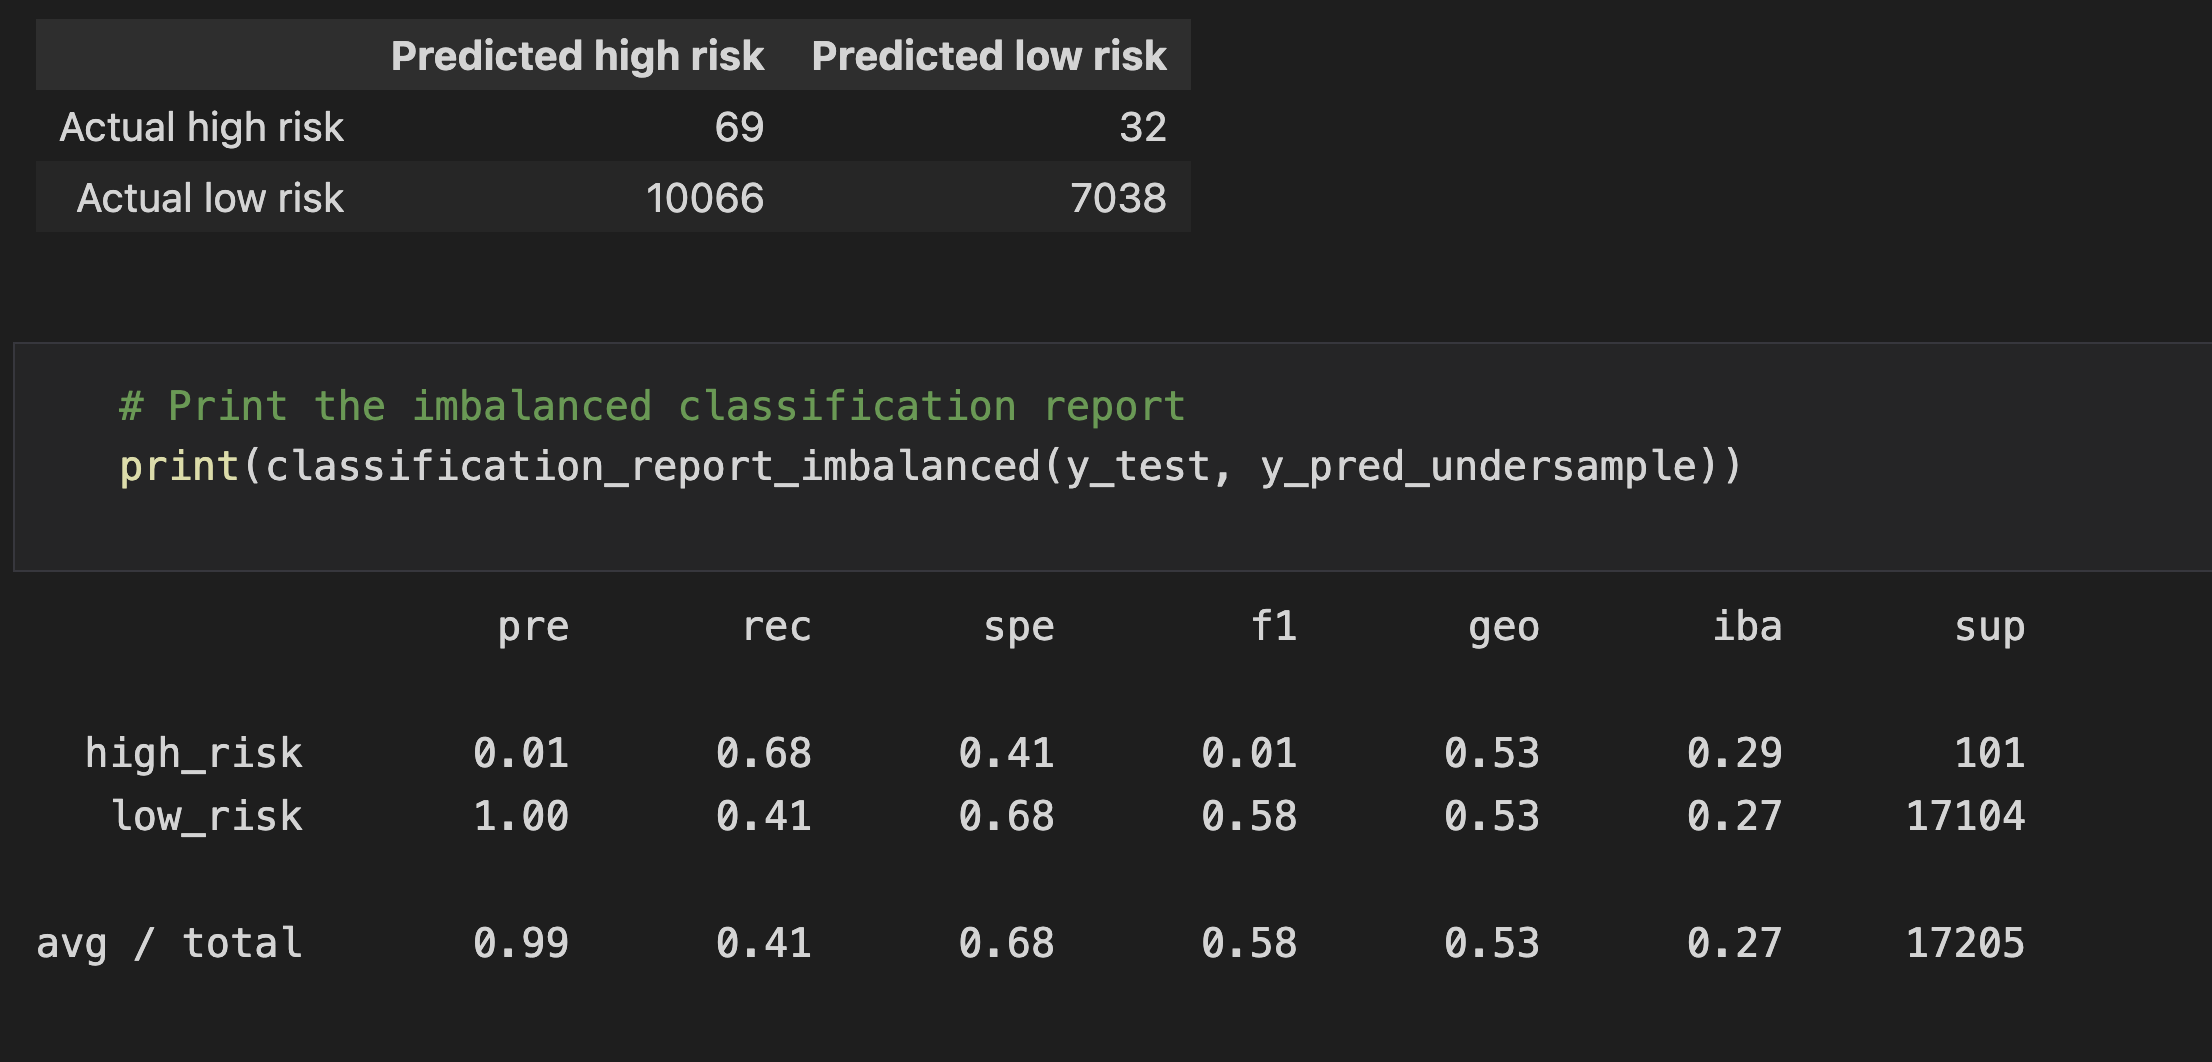 Predicted high risk Predicted low risk
Actual high risk 69 32
Actual low risk 10066 7038
# Print the imbalanced classification report
print(classification_report_imbalanced(y_test, y_pred_undersample))
pre rec spe f1 geo iba sup
high_risk 0.01 0.68 0.41 0.01 0.53 0.29 101
low_risk 1.00 0.41 0.68 0.58 0.53 0.27 17104
avg / total 0.99 0.41 0.68 0.58 0.53 0.27 17205